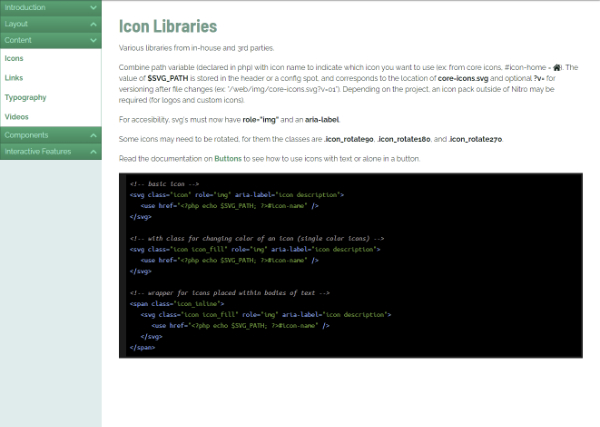 Introduction
Layout
Content
Icons
Links
Typography
Videos
Components
Interactive Features
Icon Libraries
Various libraries from in-house and 3rd parties.
Combine path variable (declared in php) with icon name to indicate which icon you want to use (ex: from core icons, #icon-home = ). The
value of $SVG_PATH is stored in the header or a config spot, and corresponds to the location of core-icons.svg and optional ?v= for
versioning after file changes (ex: "/web/img/core-icons.svg?v=01"). Depending on the project, an icon pack outside of Nitro may be
required (for logos and custom icons).
For accesibility, svg's must now have role="img" and an aria-label.
Some icons may need to be rotated, for them the classes are .icon_rotate90, .icon_rotate180, and .icon_rotate270
Read the documentation on Buttons to see how to use icons with text or alone in a button.
<!-- basic icon -->
<svg class="icon" role="img" aria-label="icon description">
<use href="<?php echo $SVG_PATH; ?>#icon-name" />
</svg>
<!-- with class for changing color of an icon (single color icons) -->
<svg class="icon icon_fill" role="img" aria-label="icon description">
<use href="<?php echo $SVG_PATH; ?>#icon-name" />
</svg>
<!-- wrapper for icons placed within bodies of text -->
<span class="icon_inline">
<svg class="icon icon_fill" role="img" aria-label="icon description">
<use href="<?php echo $SVG_PATH; ?>#icon-name" />
</svg>
</span>